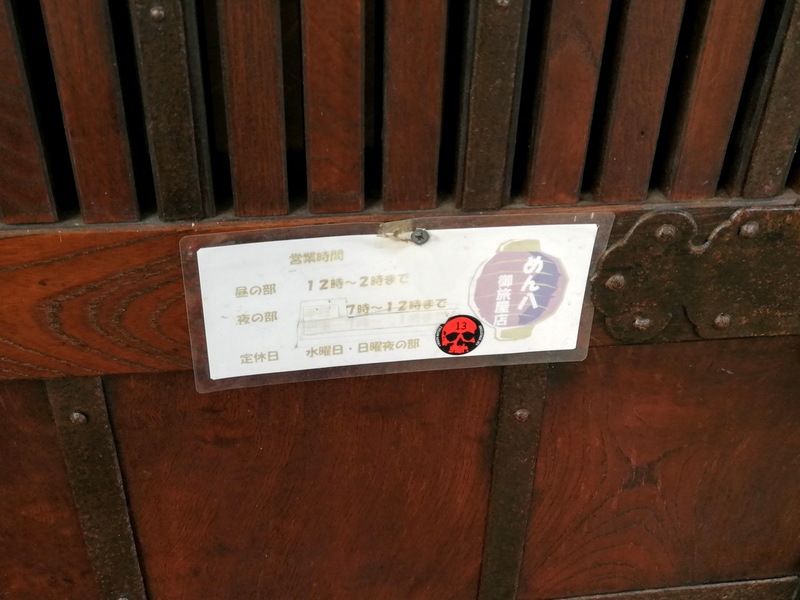 営業時間
昼の部 12時～2時まで
夜の部 7時～12時まで
定休日 水曜日・日曜夜の部
めん八
御旅屋店
13